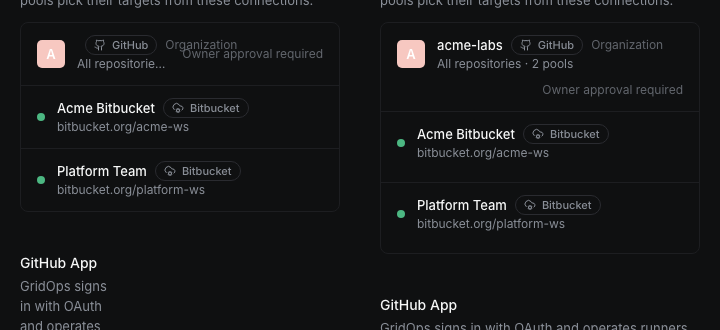 pools pick their targets from these connections.
A
GitHub
Organization
Owner approval required
All repositorie...
Acme Bitbucket
Bitbucket
bitbucket.org/acme-ws
Platform Team
Bitbucket
bitbucket.org/platform-ws
GitHub App
GridOps signs
in with OAuth
and operates
pools pick their targets from these connections.
A
acme-labs
GitHub
Organization
All repositories · 2 pools
Owner approval required
Acme Bitbucket
Bitbucket
bitbucket.org/acme-ws
Platform Team
Bitbucket
bitbucket.org/platform-ws
GitHub App
GridOps signs in with OAuth and operates runners